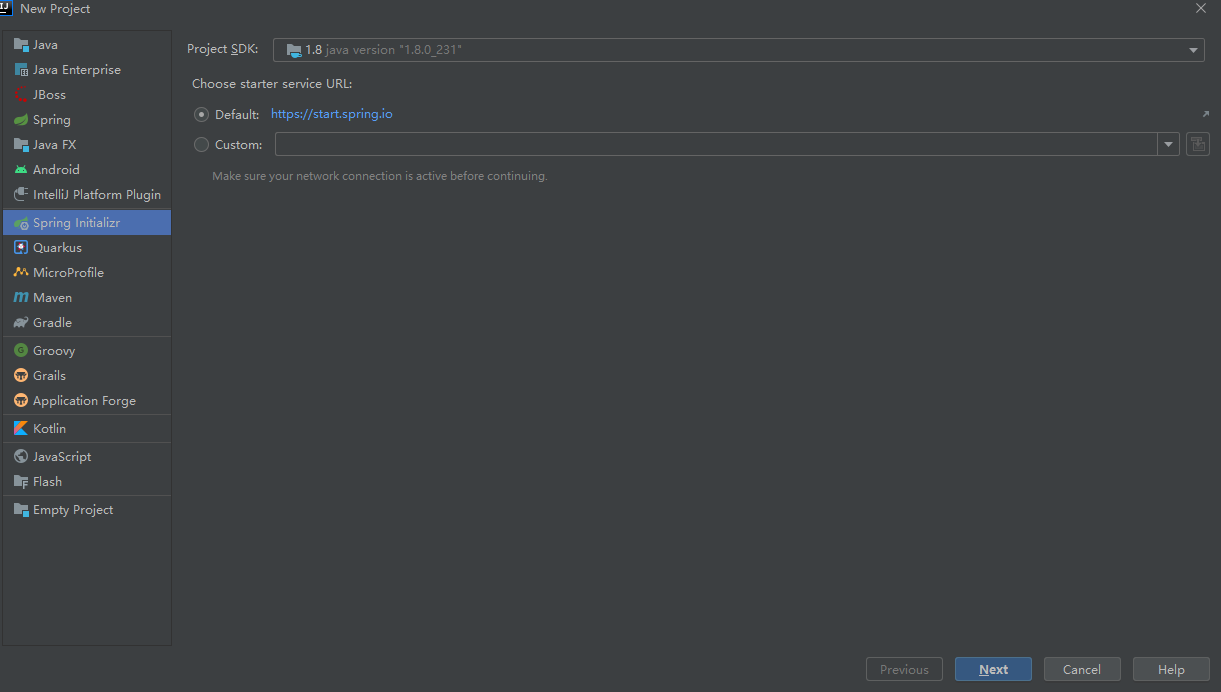 New Project
Java
Java Enterprise
JBoss
Spring
Java FX
Android
IntelliJ Platform Plugin
Spring Initializr
Quarkus
MicroProfile
Maven
Gradle
Groovy
Grails
Application Forge
Kotlin
JavaScript
Flash
Empty Project
Project SDK: 1.8 java version "1.8.0_231"
Choose starter service URL:
Default: https://start.spring.io
Custom:
Make sure your network connection is active before continuing.
Previous Next Cancel Help